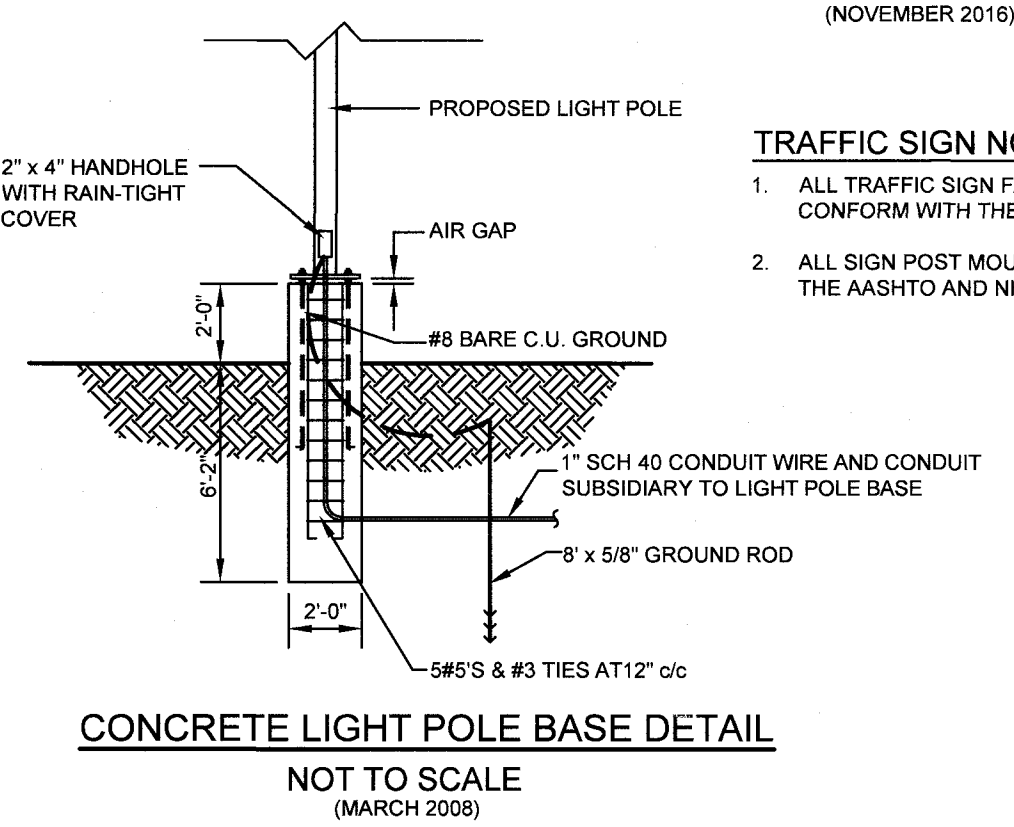 (NOVEMBER 2016)
PROPOSED LIGHT POLE
2" x 4" HANDHOLE
WITH RAIN-TIGHT
COVER
AIR GAP
2'-0"
#8 BARE C.U. GROUND
6'-2"
1" SCH 40 CONDUIT WIRE AND CONDUIT
SUBSIDIARY TO LIGHT POLE BASE
8' x 5/8" GROUND ROD
2'-0"
5#5'S & #3 TIES AT12" c/c
CONCRETE LIGHT POLE BASE DETAIL
NOT TO SCALE
(MARCH 2008)
TRAFFIC SIGN
1. ALL TRAFFIC SIGN
CONFORM WITH THE
2. ALL SIGN POST
THE AASHTO AND